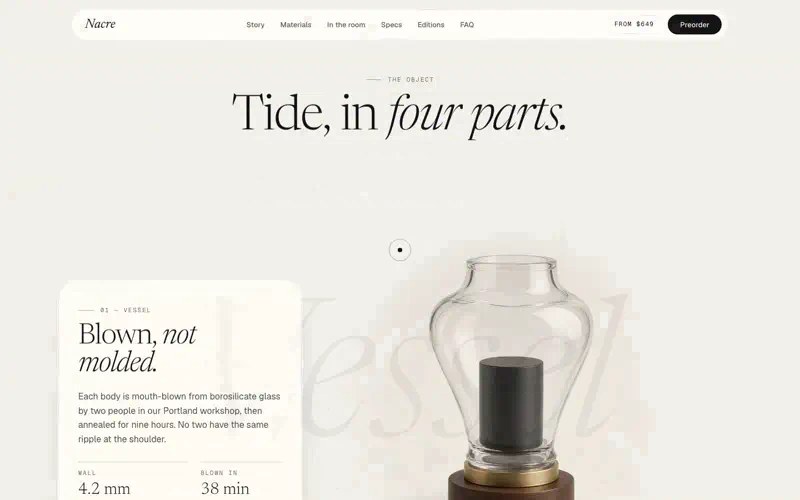 Nacre
Story Materials In the room Specs Editions FAQ
FROM $649
Preorder
THE OBJECT
Tide, in four parts.
Vessel
01 — VESSEL
Blown, not
molded.
Each body is mouth-blown from borosilicate glass
by two people in our Portland workshop, then
annealed for nine hours. No two have the same
ripple at the shoulder.
WALL
4.2 mm
BLOWN IN
38 min